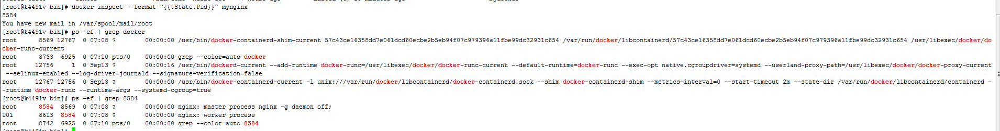 [root@k4491v bin]# docker inspect --format "{{.State.Pid}}" mynginx
8584
You have new mail in /var/spool/mail/root
[root@k4491v bin]# ps -ef | grep docker
root      8569 12767  0 07:08 ?        00:00:00 /usr/bin/docker-containerd-shim-current 57c43ce16358dd7e061dcd60ecbe2b5eb94f07c979396a11fbe99dc32931c654 /var/run/docker/libcontainerd/57c43ce16358dd7e061dcd60ecbe2b5eb94f07c979396a11fbe99dc32931c654 /usr/libexec/docker/do
cker-runc-current
root      8733  6925  0 07:10 pts/0    00:00:00 grep --color=auto docker
root     12756     1  0 Sep13 ?        00:00:16 /usr/bin/dockerd-current --add-runtime docker-runc=/usr/libexec/docker/docker-runc-current --default-runtime=docker-runc --exec-opt native.cgroupdriver=systemd --userland-proxy-path=/usr/libexec/docker/docker-proxy-current
 --selinux-enabled --log-driver=journald --signature-verification=false
root     12767 12756  0 Sep13 ?        00:00:00 /usr/bin/docker-containerd-current -l unix:///var/run/docker/libcontainerd/docker-containerd.sock --shim docker-containerd-shim --metrics-interval=0 --start-timeout 2m --state-dir /var/run/docker/libcontainerd/containerd -
-runtime docker-runc --runtime-args --systemd-cgroup=true
[root@k4491v bin]# ps -ef | grep 8584
root      8584  8569  0 07:08 ?        00:00:00 nginx: master process nginx -g daemon off;
101       8613  8584  0 07:08 ?        00:00:00 nginx: worker process
root      8742  6925  0 07:10 pts/0    00:00:00 grep --color=auto 8584